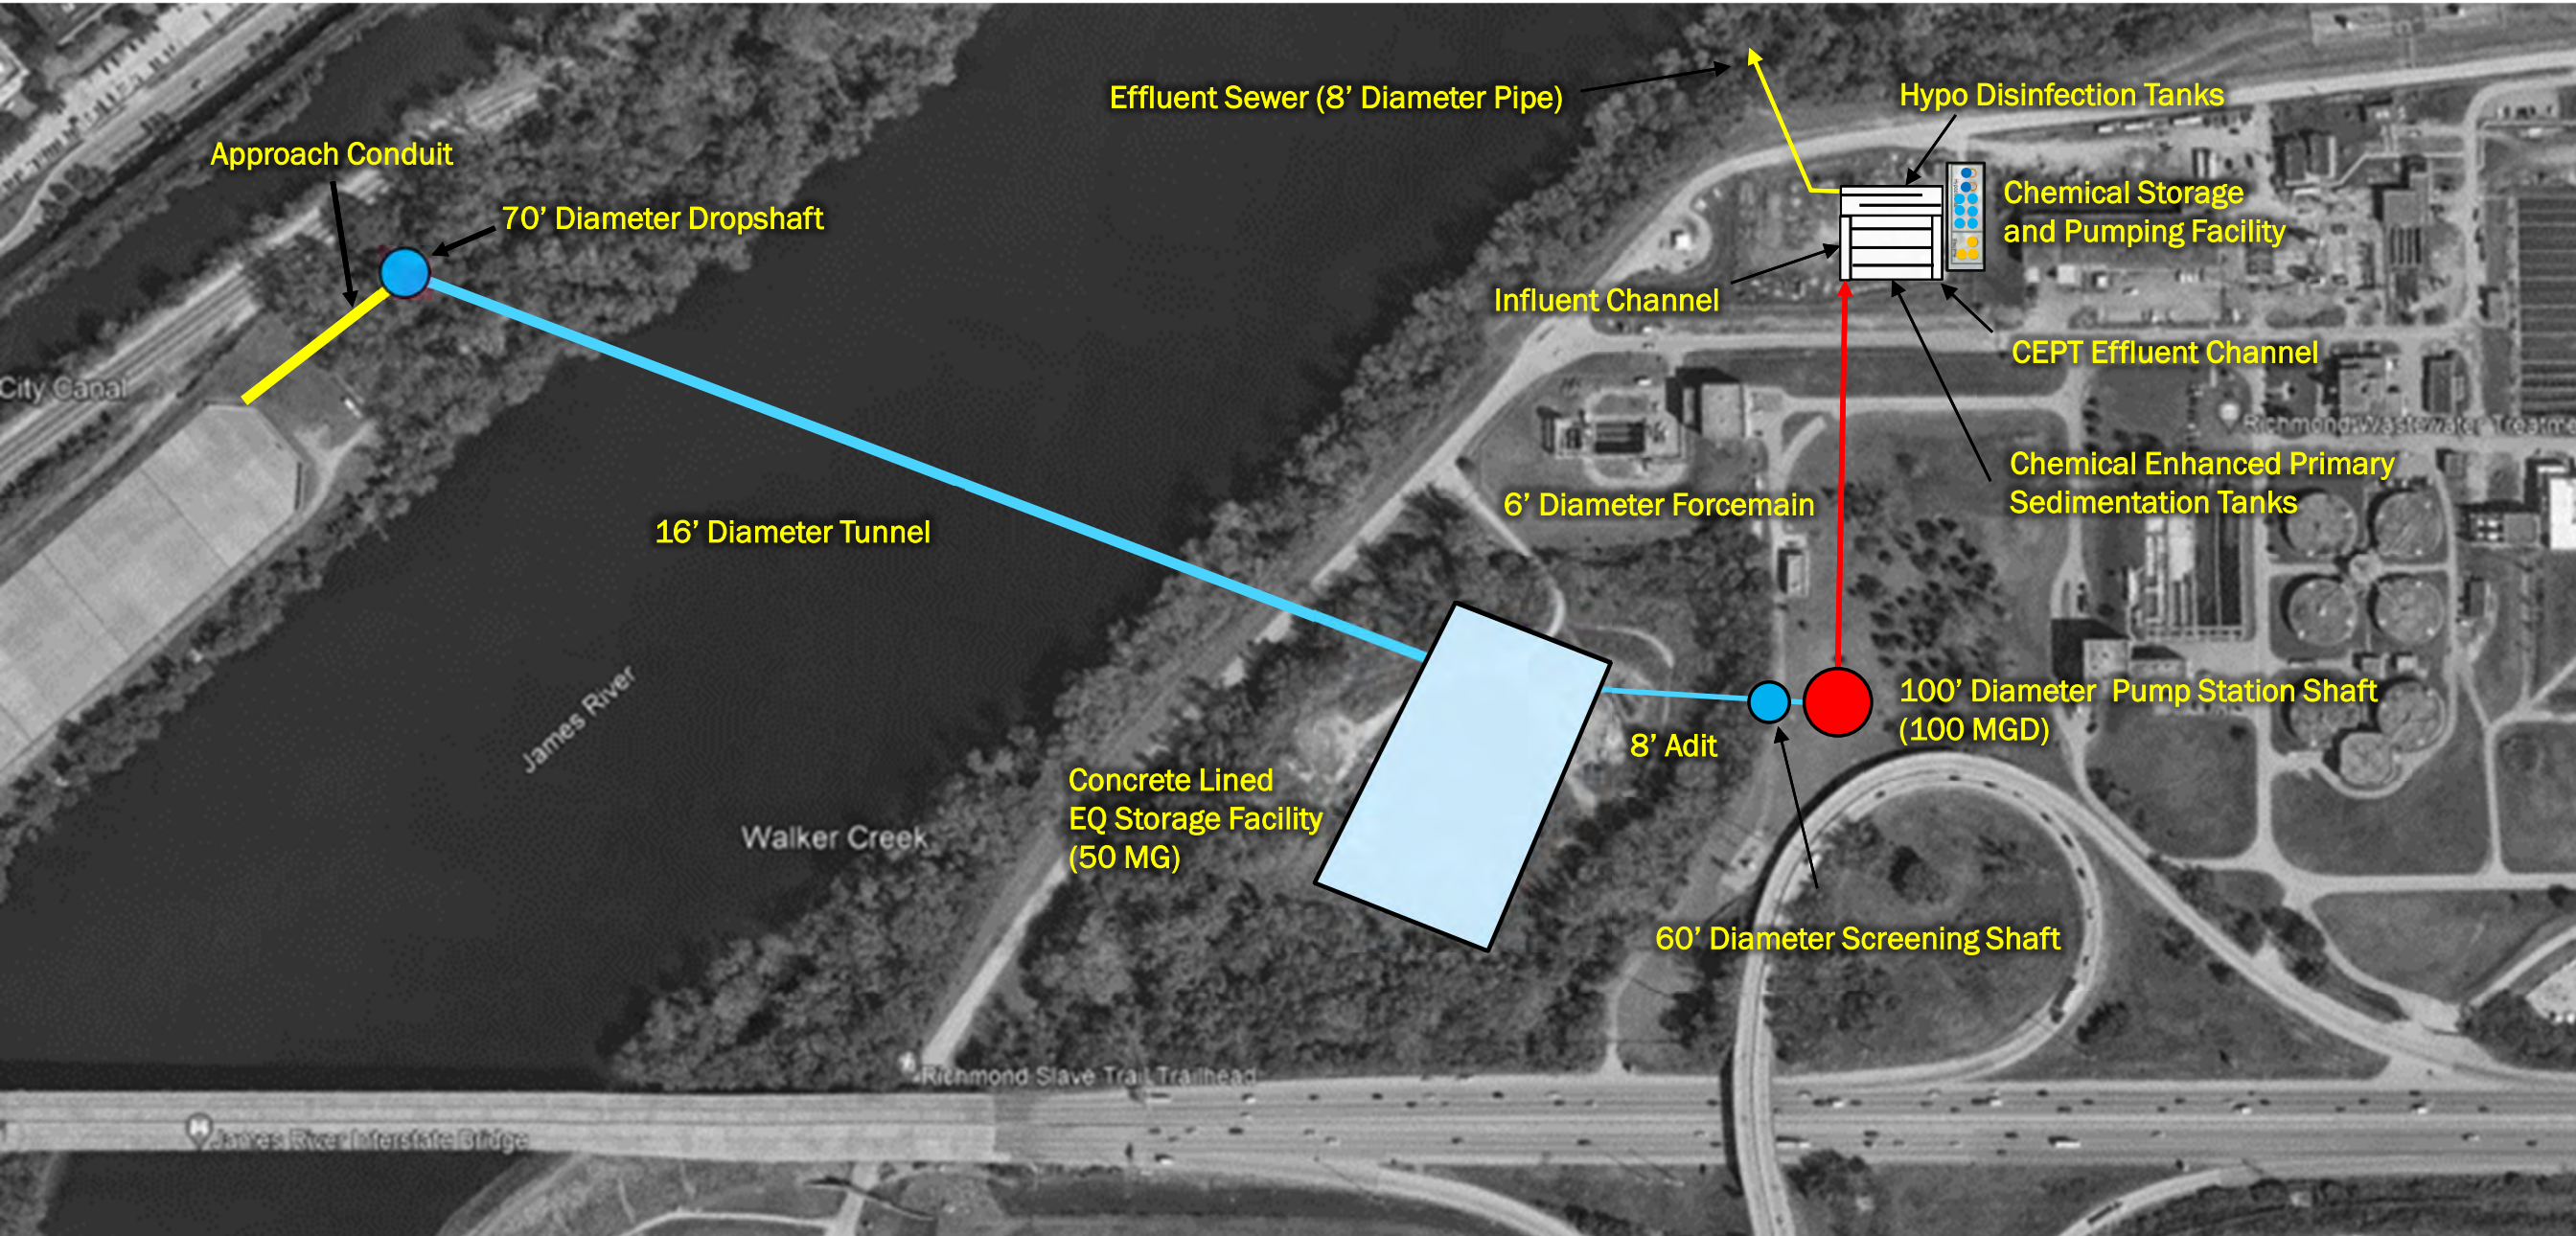 Effluent Sewer (8’ Diameter Pipe)
Hypo Disinfection Tanks
Approach Conduit
70’ Diameter Dropshaft
Chemical Storage
and Pumping Facility
Influent Channel
CEPT Effluent Channel
City Canal
Richmond Wastewater Treatme
Chemical Enhanced Primary
Sedimentation Tanks
6’ Diameter Forcemain
16’ Diameter Tunnel
James River
100’ Diameter Pump Station Shaft
(100 MGD)
8’ Adit
Concrete Lined
EQ Storage Facility
(50 MG)
Walker Creek
60’ Diameter Screening Shaft
Richmond Slave Trail Trailhead
James River Interstate Bridge